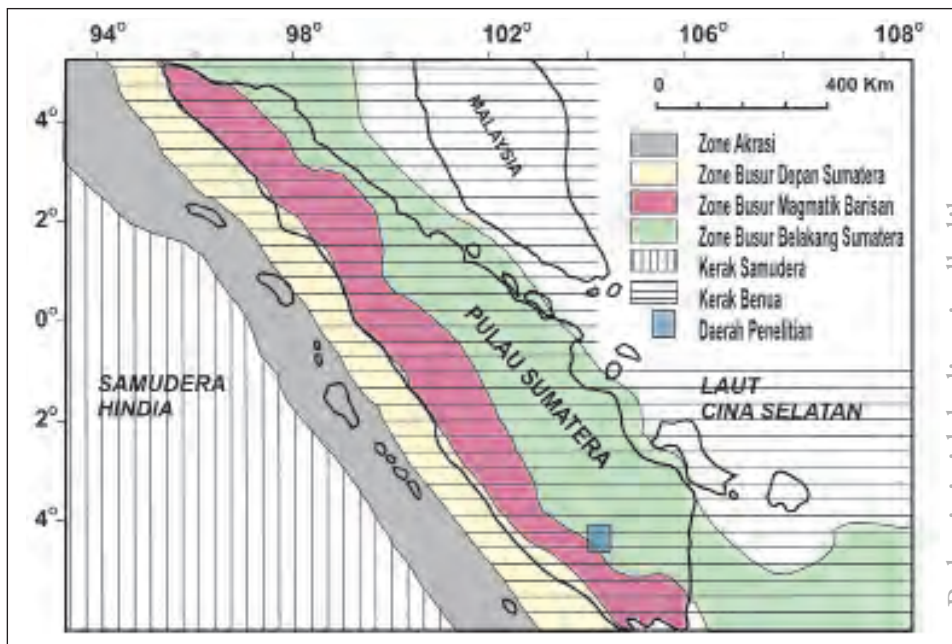 94° 98° 102° 106° 108°
0 400 Km
4°
2°
0°
2°
4°
MALAYSIA
Zone Akrasi
Zone Busur Depan Sumatera
Zone Busur Magmatik Barisan
Zone Busur Belakang Sumatera
Kerak Samudera
Kerak Benua
Daerah Penelitian
PULAU SUMATERA
SAMUDERA
HINDIA
LAUT
CINA SELATAN